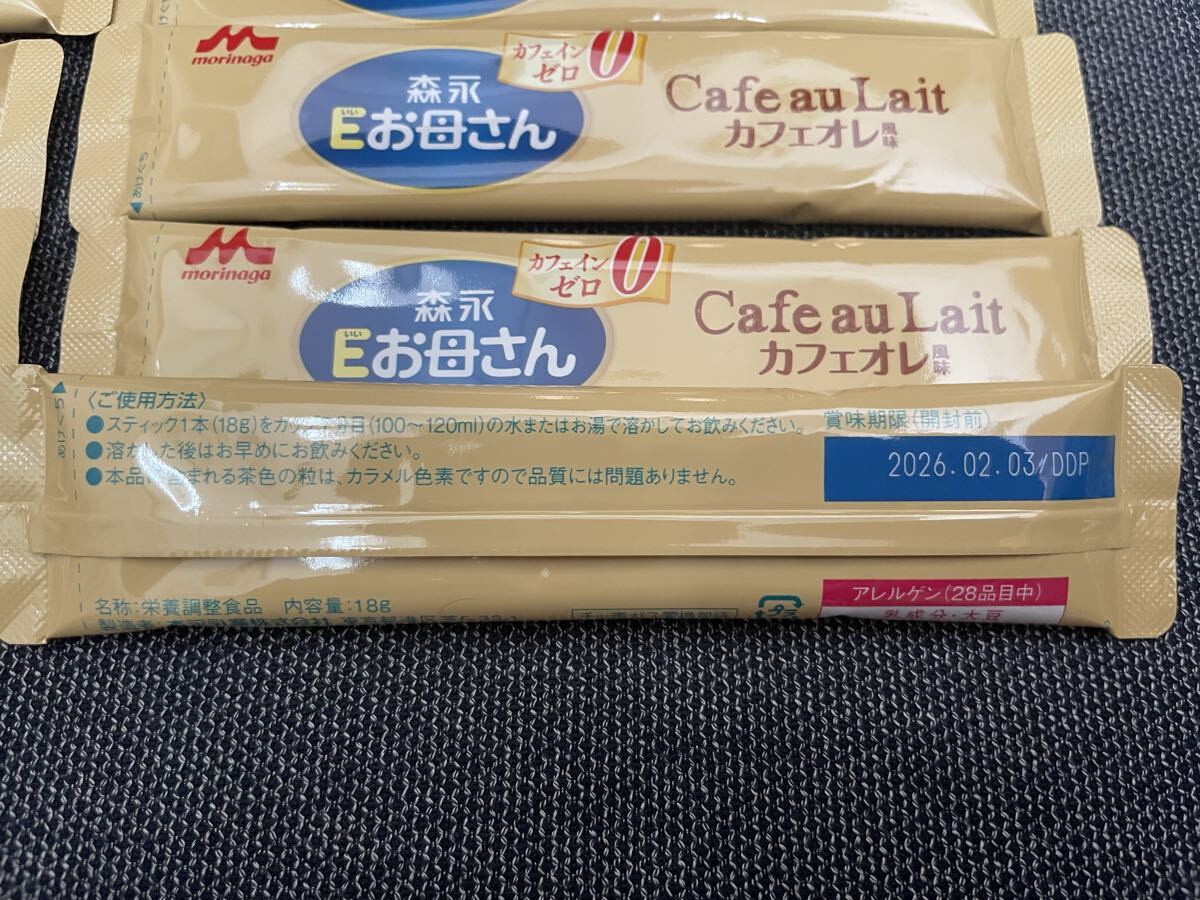 morinaga
カフェイン
ゼロ 0
森永
いい
Eお母さん
Cafe au Lait
カフェオレ風味
morinaga
カフェイン
ゼロ 0
森永
いい
Eお母さん
Cafe au Lait
カフェオレ風味
〈ご使用方法〉
●スティック1本(18g)をカッ 分目(100～120ml)の水またはお湯で溶かしてお飲みください。
●溶か した後はお早めにお飲みください。
●本品に含まれる茶色の粒は、カラメル色素ですので品質には問題ありません。
賞味期限(開封前)
2026.02.03/DDP
名称:栄養調整食品 内容量:18g
アレルゲン(28品目中)
乳成分・大豆